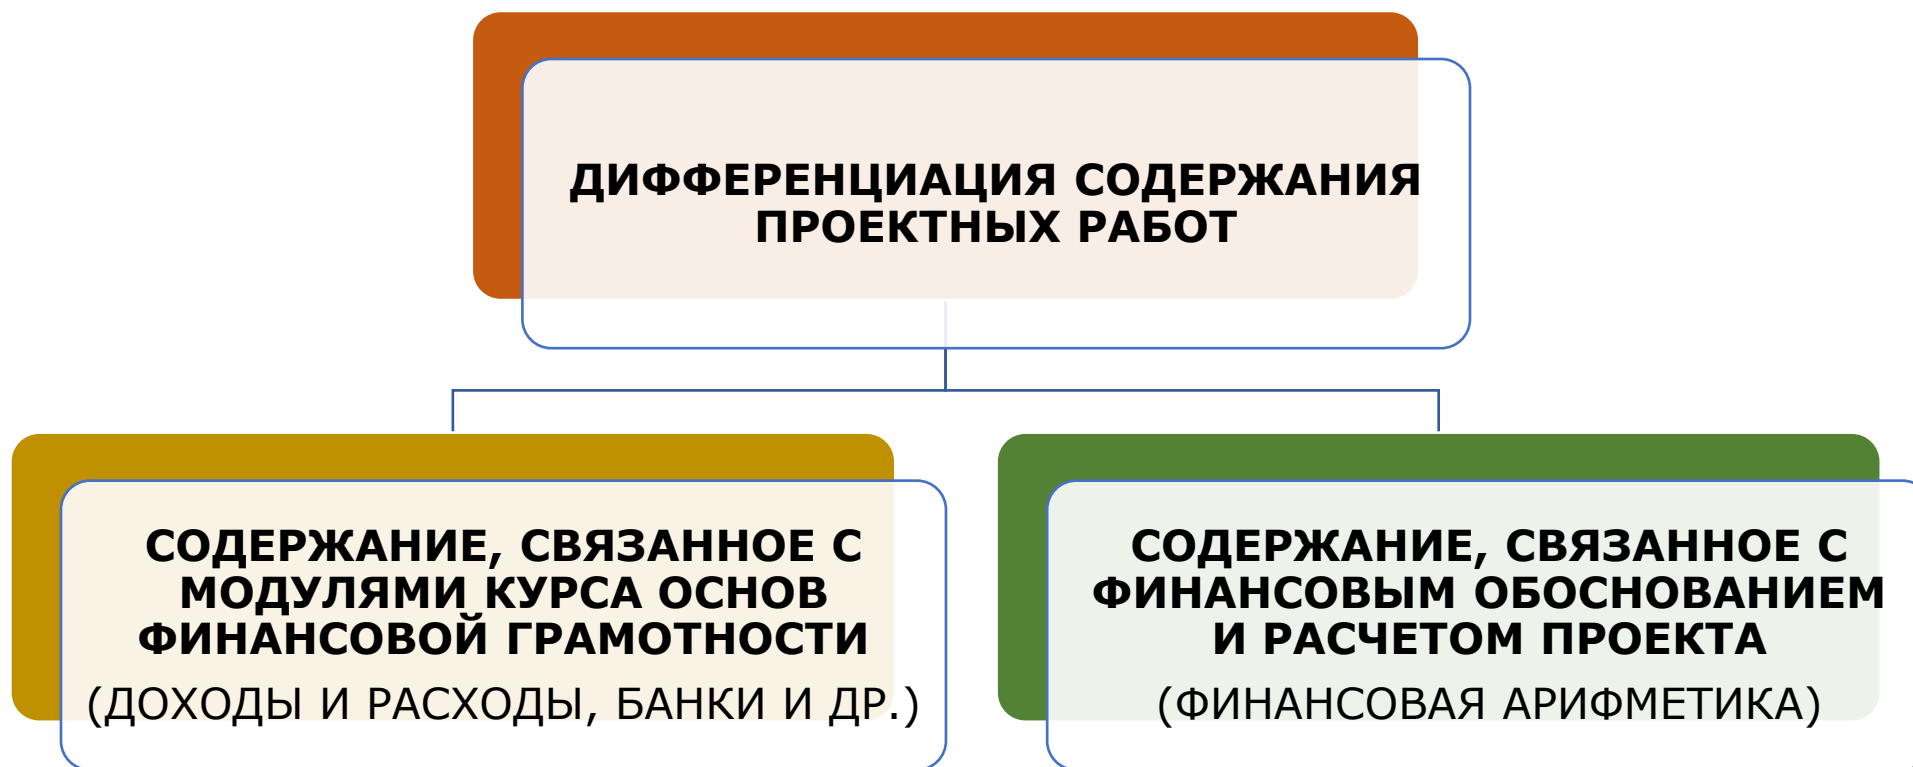 ДИФФЕРЕНЦИАЦИЯ СОДЕРЖАНИЯ
ПРОЕКТНЫХ РАБОТ
СОДЕРЖАНИЕ, СВЯЗАННОЕ С
МОДУЛЯМИ КУРСА ОСНОВ
ФИНАНСОВОЙ ГРАМОТНОСТИ
(ДОХОДЫ И РАСХОДЫ, БАНКИ И ДР.)
СОДЕРЖАНИЕ, СВЯЗАННОЕ С
ФИНАНСОВЫМ ОБОСНОВАНИЕМ
И РАСЧЕТОМ ПРОЕКТА
(ФИНАНСОВАЯ АРИФМЕТИКА)